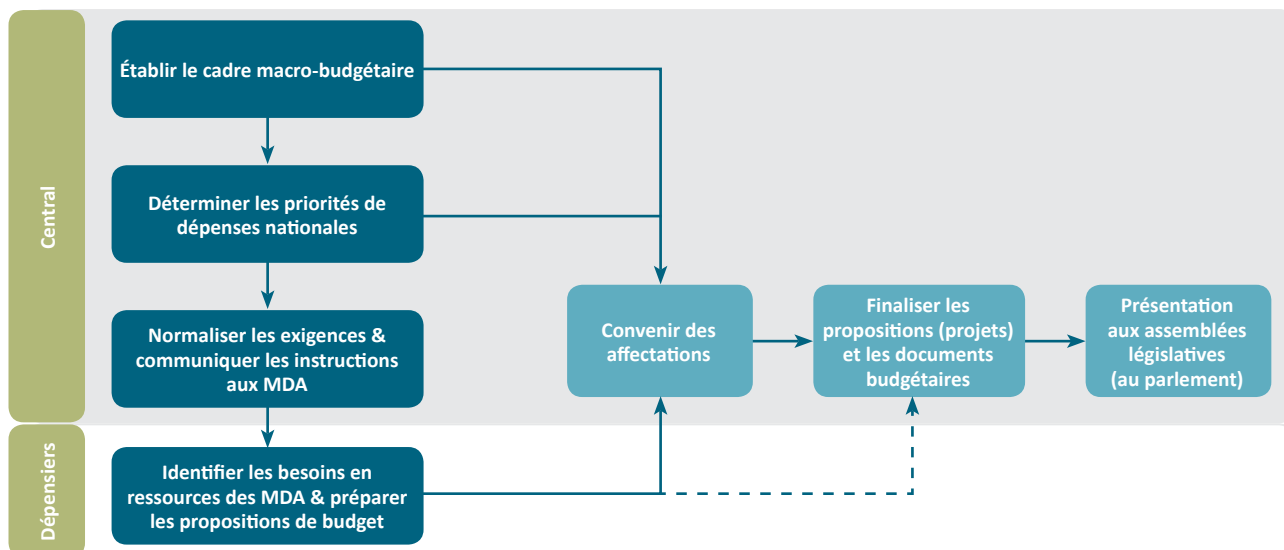 Central
Établir le cadre macro-budgétaire
Déterminer les priorités de
dépenses nationales
Normaliser les exigences &
communiquer les instructions
aux MDA
Convenir des
affectations
Finaliser les
propositions (projets)
et les documents
budgétaires
Présentation
aux assemblées
législatives
(au parlement)
Dépensiers
Identifier les besoins en
ressources des MDA & préparer
les propositions de budget